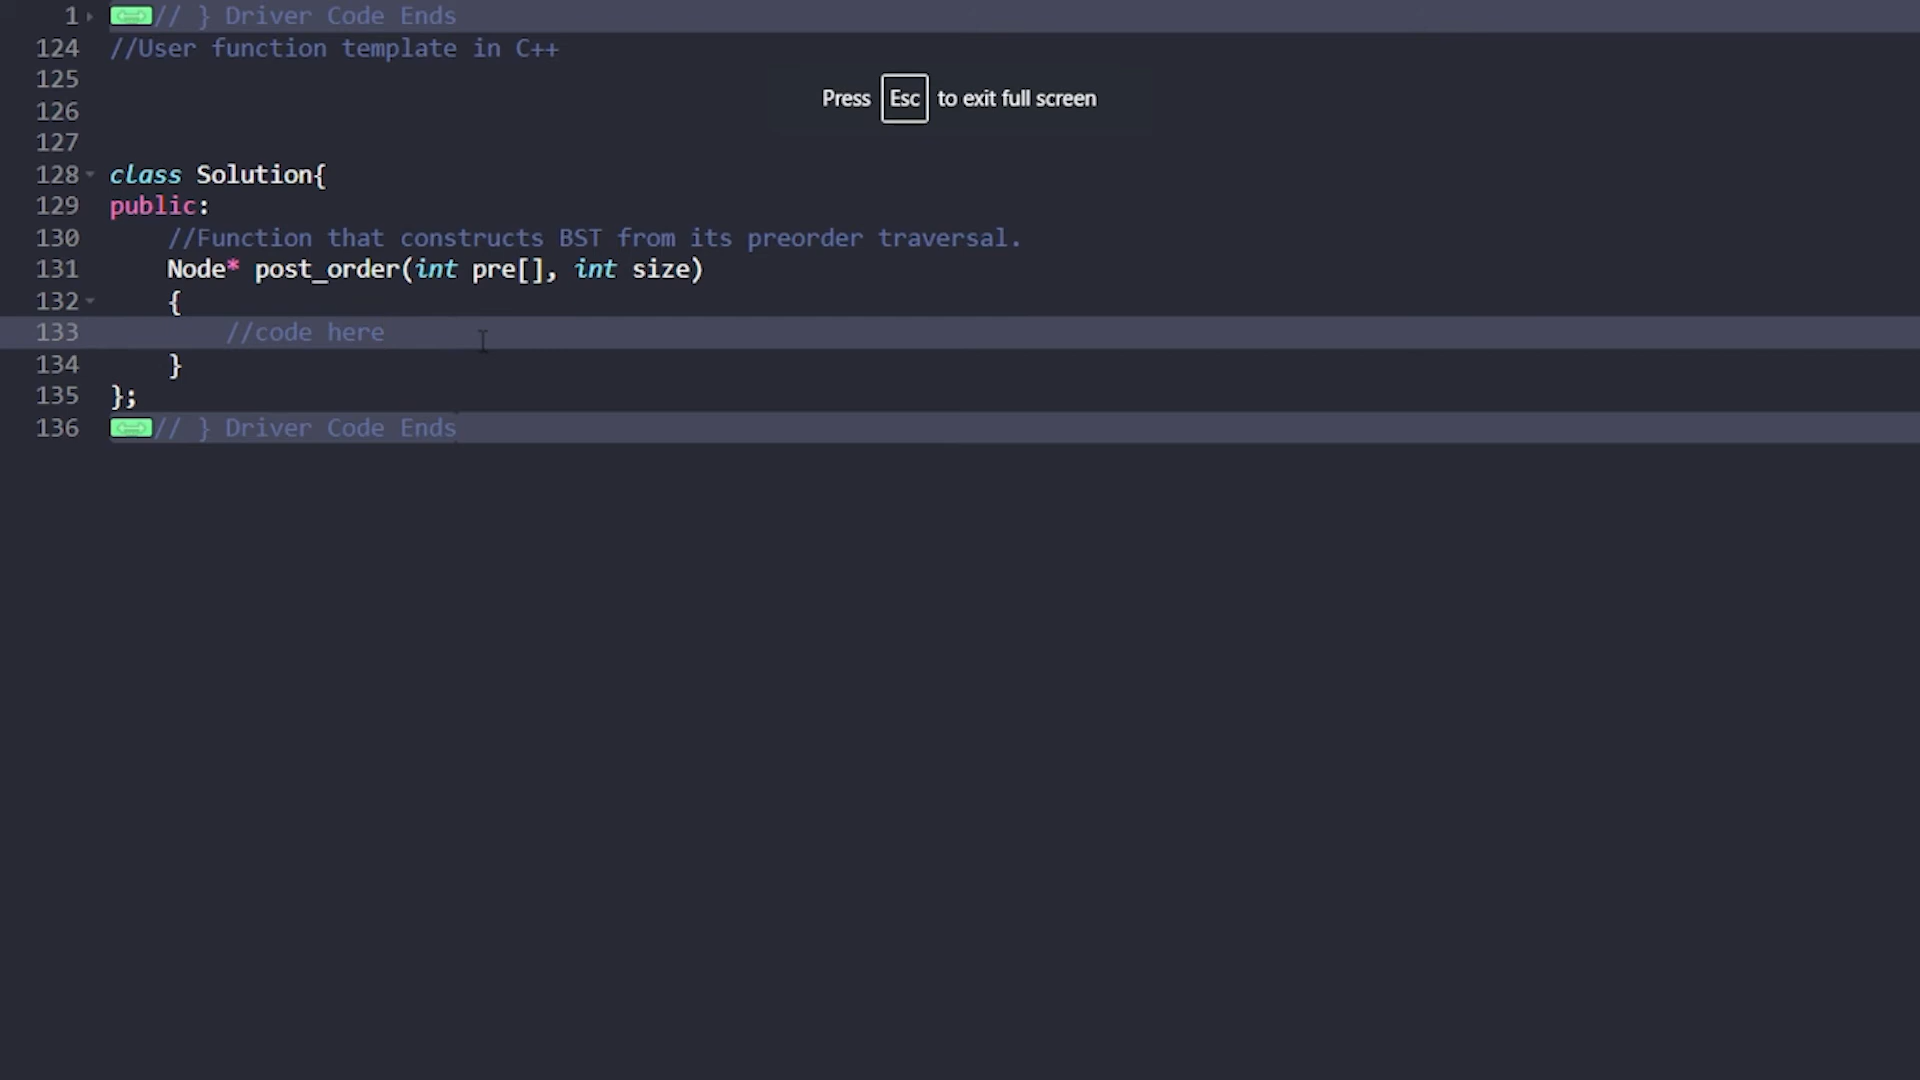 1 // } Driver Code Ends
124 //User function template in C++
125
126
Press Esc to exit full screen
127
128 class Solution{
129 public:
130 //Function that constructs BST from its preorder traversal.
131 Node* post_order(int pre[], int size)
132 {
133 //code here
134 }
135 };
136 // } Driver Code Ends